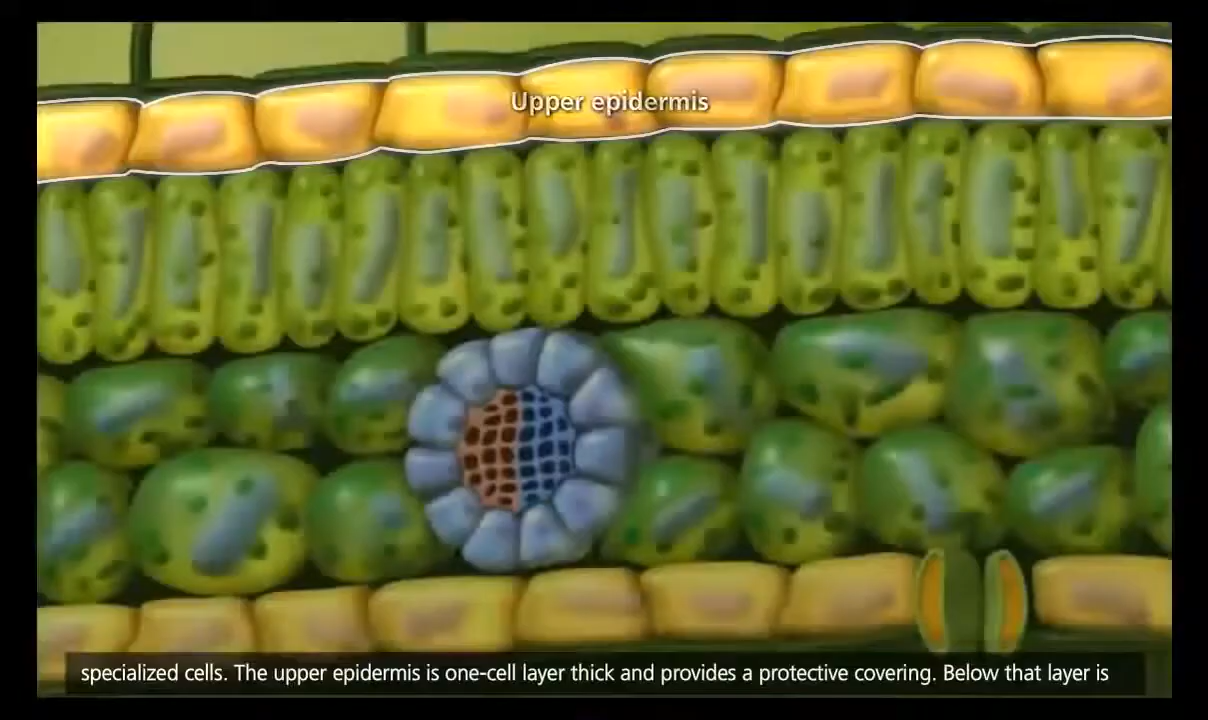 Upper epidermis
specialized cells. The upper epidermis is one-cell layer thick and provides a protective covering. Below that layer is